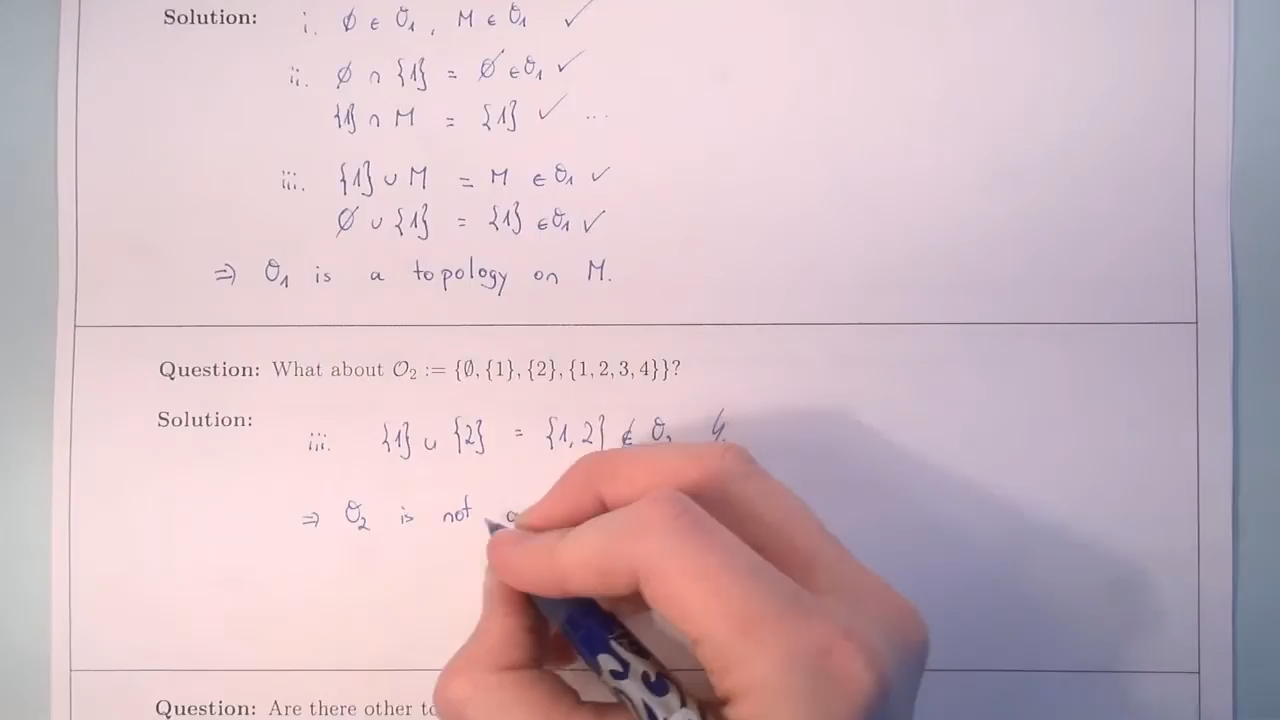 Solution: i. ∅ ∈ 𝒪₁, M ∈ 𝒪₁ ✓
ii. ∅ ∩ {1} = ∅ ∈ 𝒪₁ ✓
{1} ∩ M = {1} ✓ ...
iii. {1} ∪ M = M ∈ 𝒪₁ ✓
∅ ∪ {1} = {1} ∈ 𝒪₁ ✓
⇒ 𝒪₁ is a topology on M.
Question: What about 𝒪₂ := {∅, {1}, {2}, {1, 2, 3, 4}}?
Solution: iii. {1} ∪ {2} = {1, 2} ∉ 𝒪₂ ↯
⇒ 𝒪₂ is not a
Question: Are there other